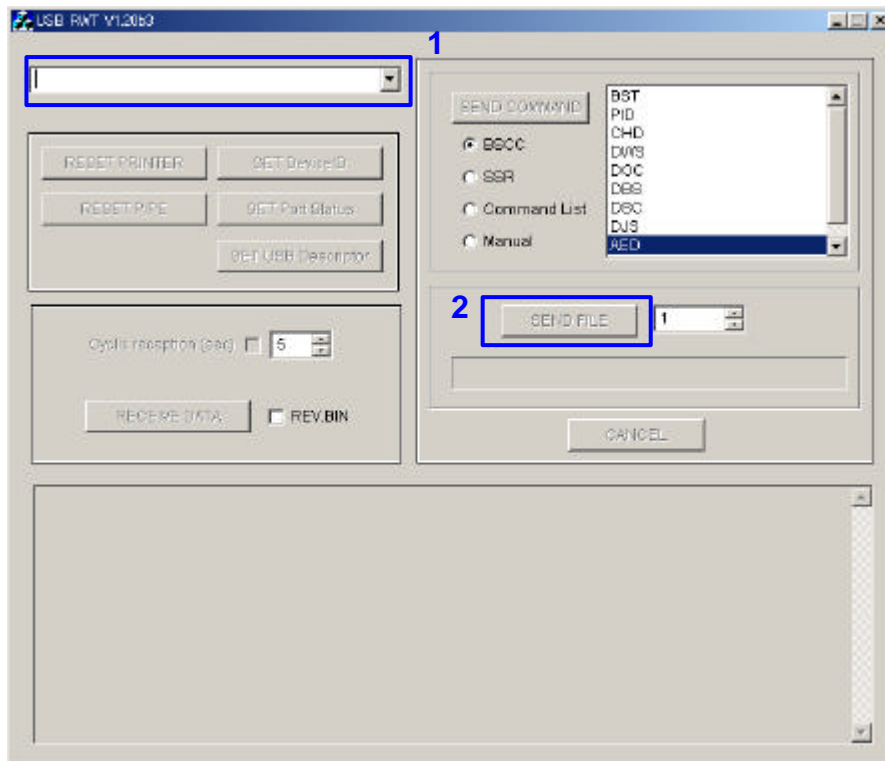 USB RWT V1.20b3
1
SEND COMMAND
BSCC
SSR
Command List
Manual
BST
PID
CHD
DWS
DOC
DBS
DSC
DJS
AED
RESET PRINTER
GET DeviceID
RESET PIPE
GET Port Status
GET USB Descriptor
2
SEND FILE
1
Cyclic reception (sec)
5
RECEIVE DATA
REV.BIN
CANCEL